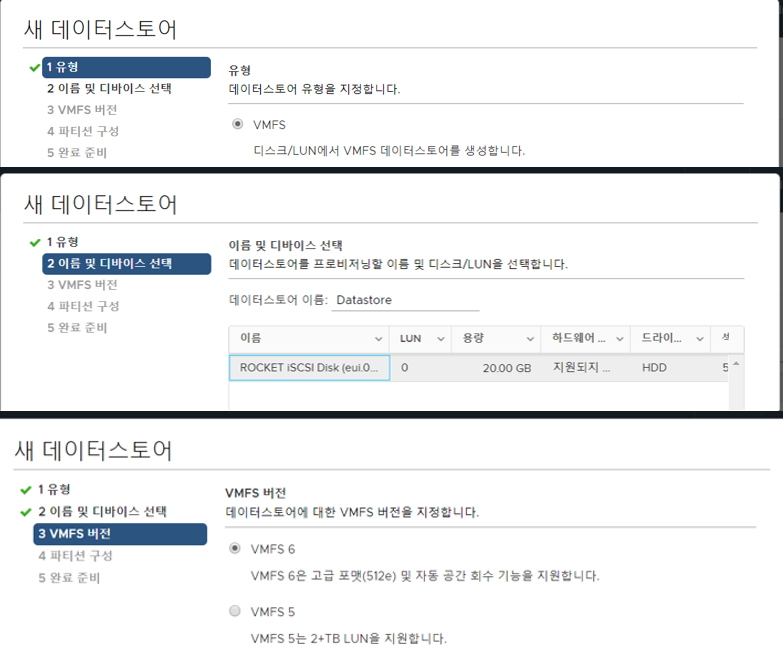 새 데이터스토어
1 유형
2 이름 및 디바이스 선택
3 VMFS 버전
4 파티션 구성
5 완료 준비
유형
데이터스토어 유형을 지정합니다.
VMFS
디스크/LUN에서 VMFS 데이터스토어를 생성합니다.
새 데이터스토어
1 유형
2 이름 및 디바이스 선택
3 VMFS 버전
4 파티션 구성
5 완료 준비
이름 및 디바이스 선택
데이터스토어를 프로비저닝할 이름 및 디스크/LUN을 선택합니다.
데이터스토어 이름: Datastore
이름 LUN 용량 하드웨어 ... 드라이...
ROCKET iSCSI Disk (eui.0... 0 20.00 GB 지원되지 ... HDD 5
새 데이터스토어
1 유형
2 이름 및 디바이스 선택
3 VMFS 버전
4 파티션 구성
5 완료 준비
VMFS 버전
데이터스토어에 대한 VMFS 버전을 지정합니다.
VMFS 6
VMFS 6은 고급 포맷(512e) 및 자동 공간 회수 기능을 지원합니다.
VMFS 5
VMFS 5는 2+TB LUN을 지원합니다.